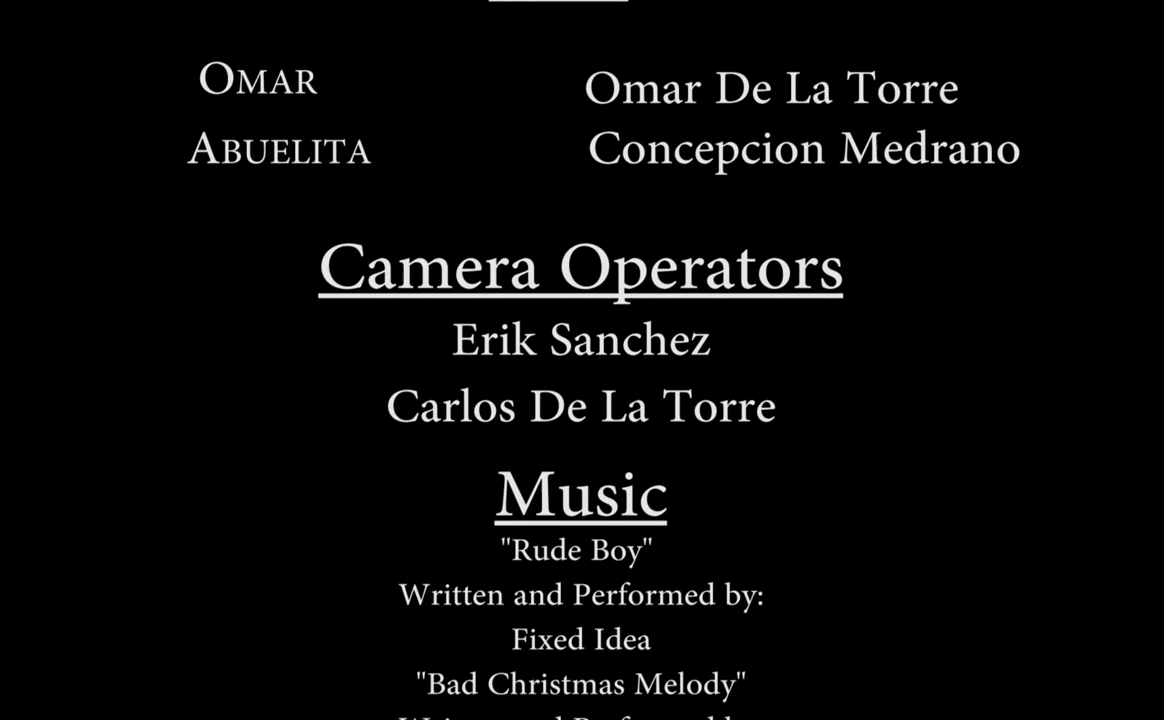 OMAR Omar De La Torre
ABUELITA Concepcion Medrano
Camera Operators
Erik Sanchez
Carlos De La Torre
Music
"Rude Boy"
Written and Performed by:
Fixed Idea
"Bad Christmas Melody"